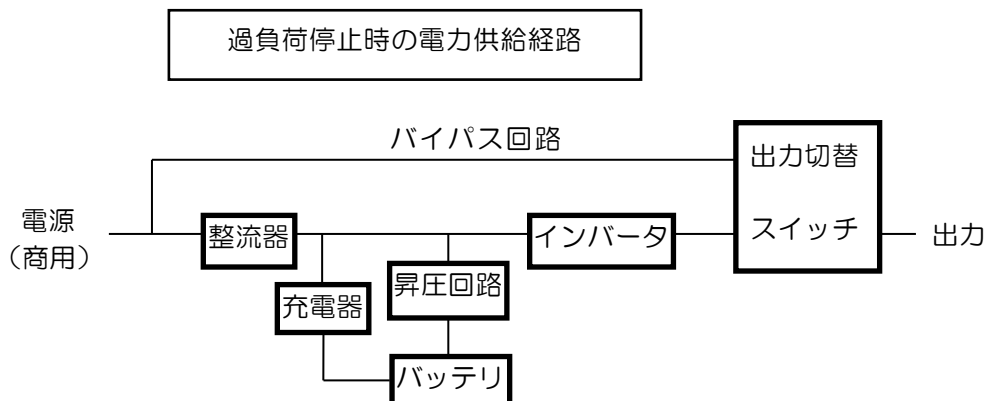 過負荷停止時の電力供給経路
バイパス回路
出力切替
スイッチ
電源
（商用）
整流器
インバータ
出力
充電器
昇圧回路
バッテリ